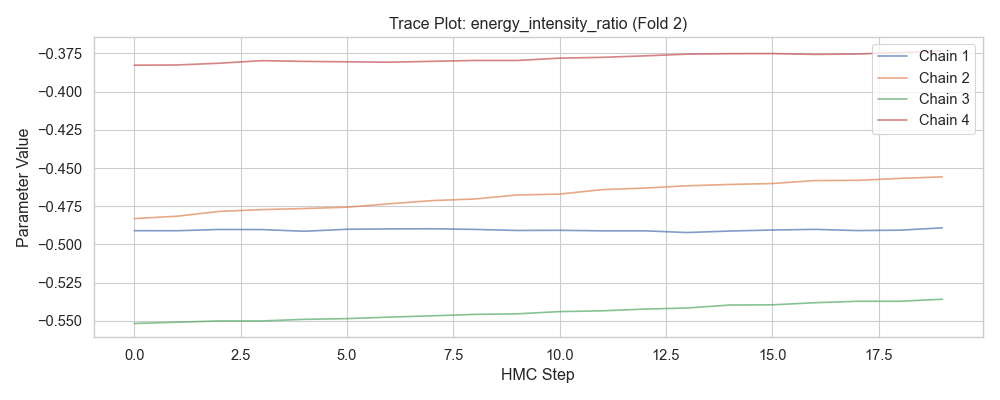 Trace Plot: energy_intensity_ratio (Fold 2)
Parameter Value
−0.375
−0.400
−0.425
−0.450
−0.475
−0.500
−0.525
−0.550
Chain 1
Chain 2
Chain 3
Chain 4
0.0 2.5 5.0 7.5 10.0 12.5 15.0 17.5
HMC Step